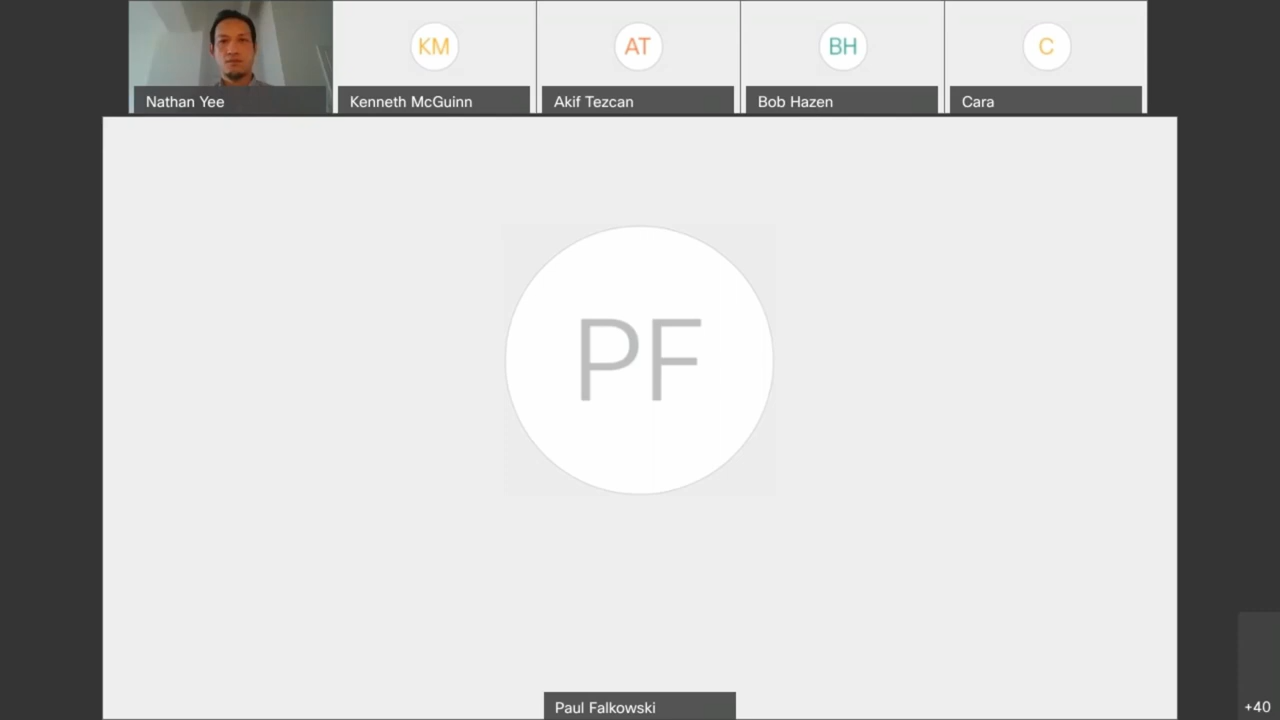 KM
AT
BH
C
Nathan Yee
Kenneth McGuinn
Akif Tezcan
Bob Hazen
Cara
PF
Paul Falkowski
+40